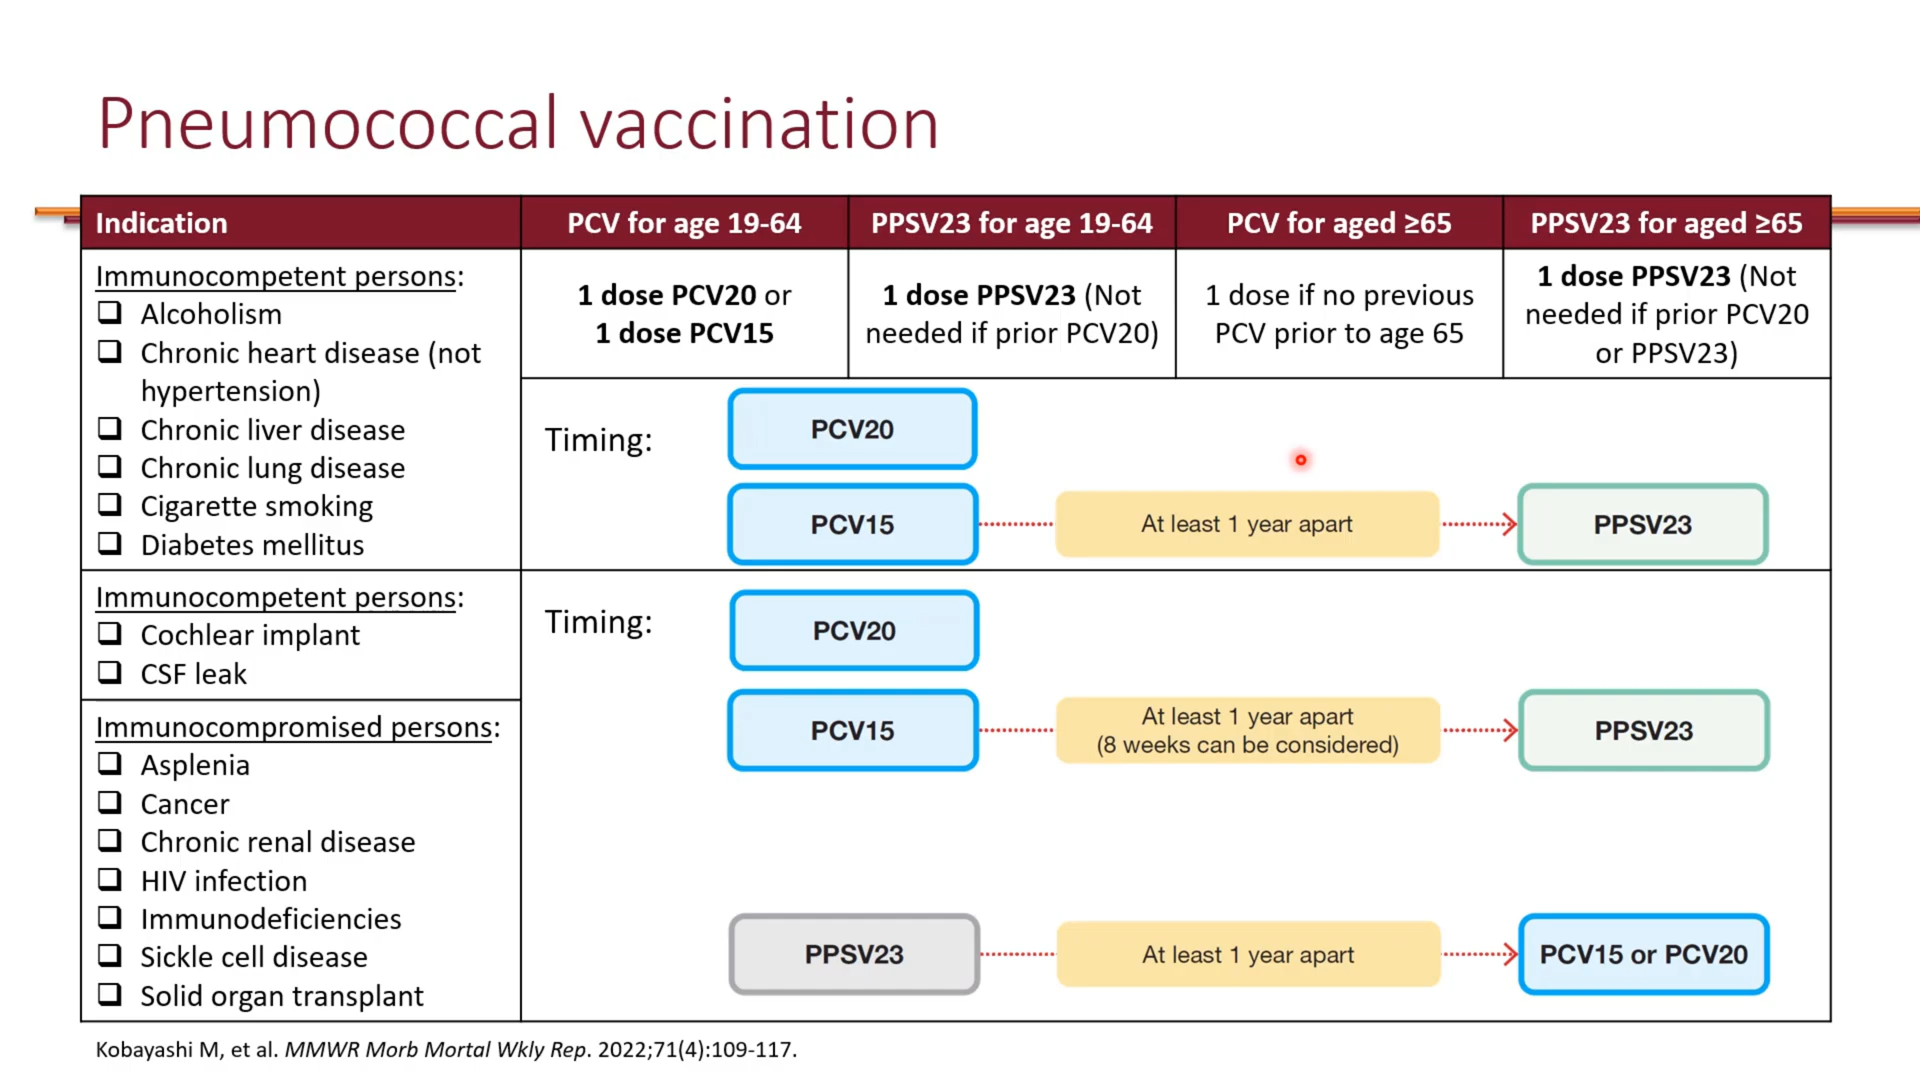 Pneumococcal vaccination
Indication
PCV for age 19-64
PPSV23 for age 19-64
PCV for aged ≥65
PPSV23 for aged ≥65
Immunocompetent persons:
❑ Alcoholism
❑ Chronic heart disease (not
hypertension)
❑ Chronic liver disease
❑ Chronic lung disease
❑ Cigarette smoking
❑ Diabetes mellitus
1 dose PCV20 or
1 dose PCV15
1 dose PPSV23 (Not
needed if prior PCV20)
1 dose if no previous
PCV prior to age 65
1 dose PPSV23 (Not
needed if prior PCV20
or PPSV23)
Timing:
PCV20
PCV15
At least 1 year apart
PPSV23
Immunocompetent persons:
❑ Cochlear implant
❑ CSF leak
Immunocompromised persons:
❑ Asplenia
❑ Cancer
❑ Chronic renal disease
❑ HIV infection
❑ Immunodeficiencies
❑ Sickle cell disease
❑ Solid organ transplant
Timing:
PCV20
PCV15
At least 1 year apart
(8 weeks can be considered)
PPSV23
PPSV23
At least 1 year apart
PCV15 or PCV20
Kobayashi M, et al. MMWR Morb Mortal Wkly Rep. 2022;71(4):109-117.